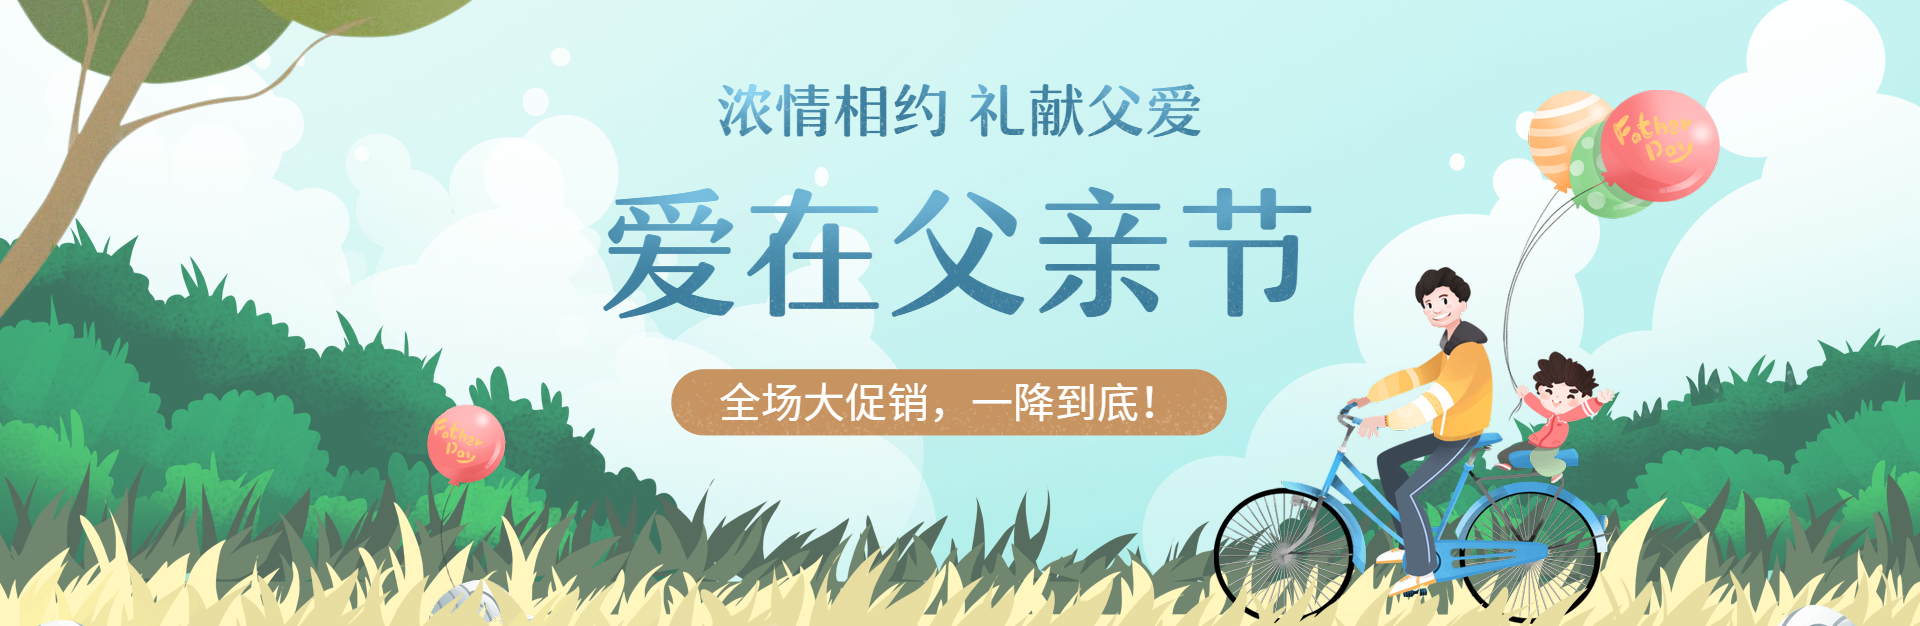 浓情相约 礼献父爱
爱在父亲节
全场大促销，一降到底！
Father
Day
Father
Day